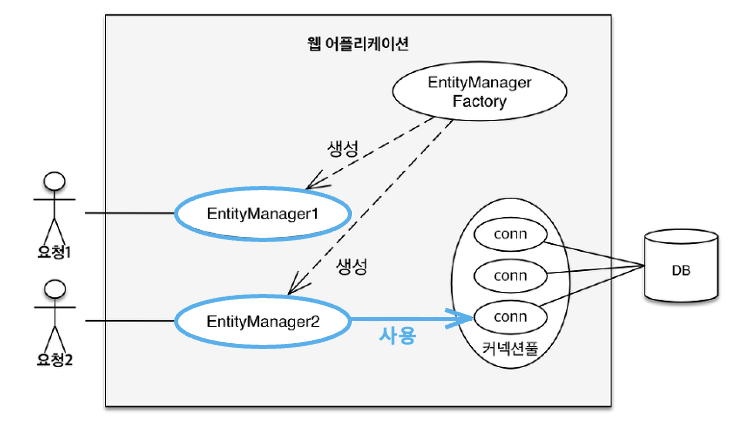 웹 어플리케이션
EntityManager
Factory
생성
EntityManager1
요청1
conn
conn
DB
생성
EntityManager2
conn
사용
커넥션풀
요청2